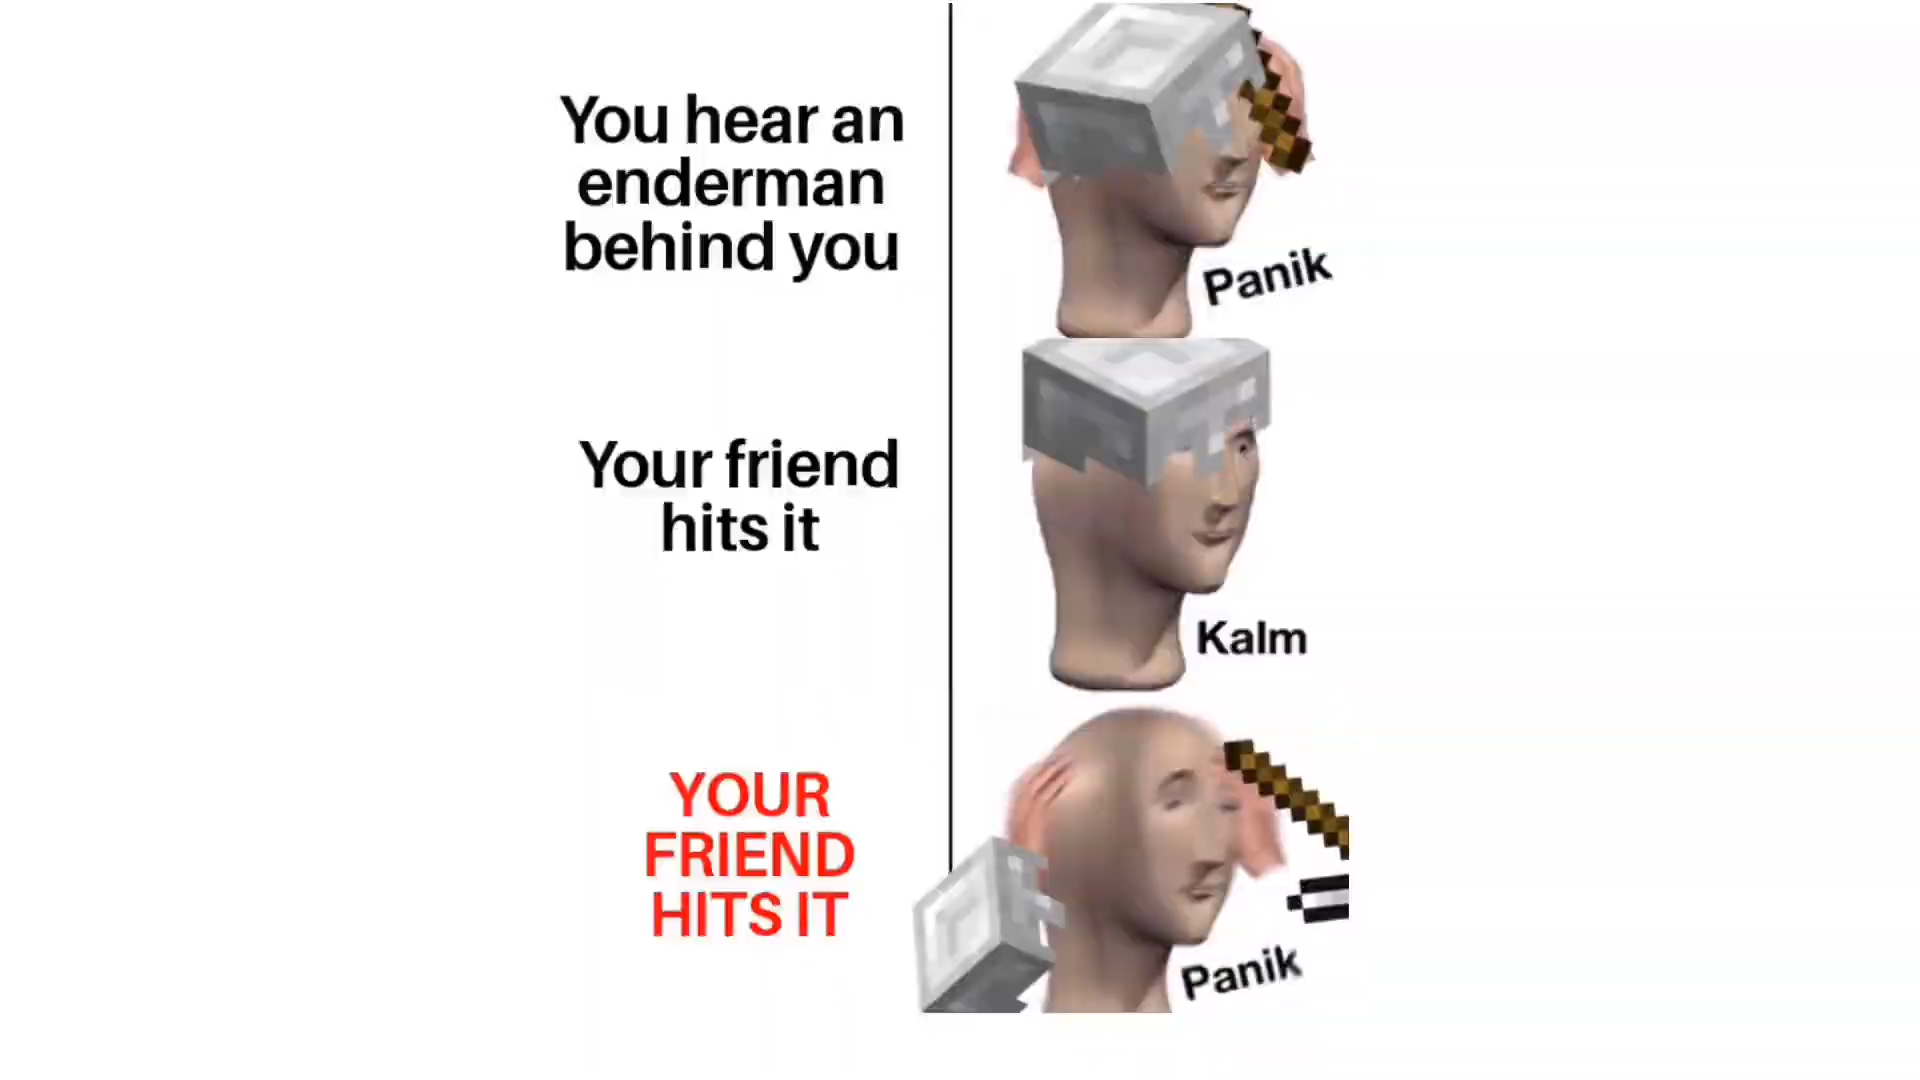 You hear an
enderman
behind you
Panik
Your friend
hits it
Kalm
YOUR
FRIEND
HITS IT
Panik